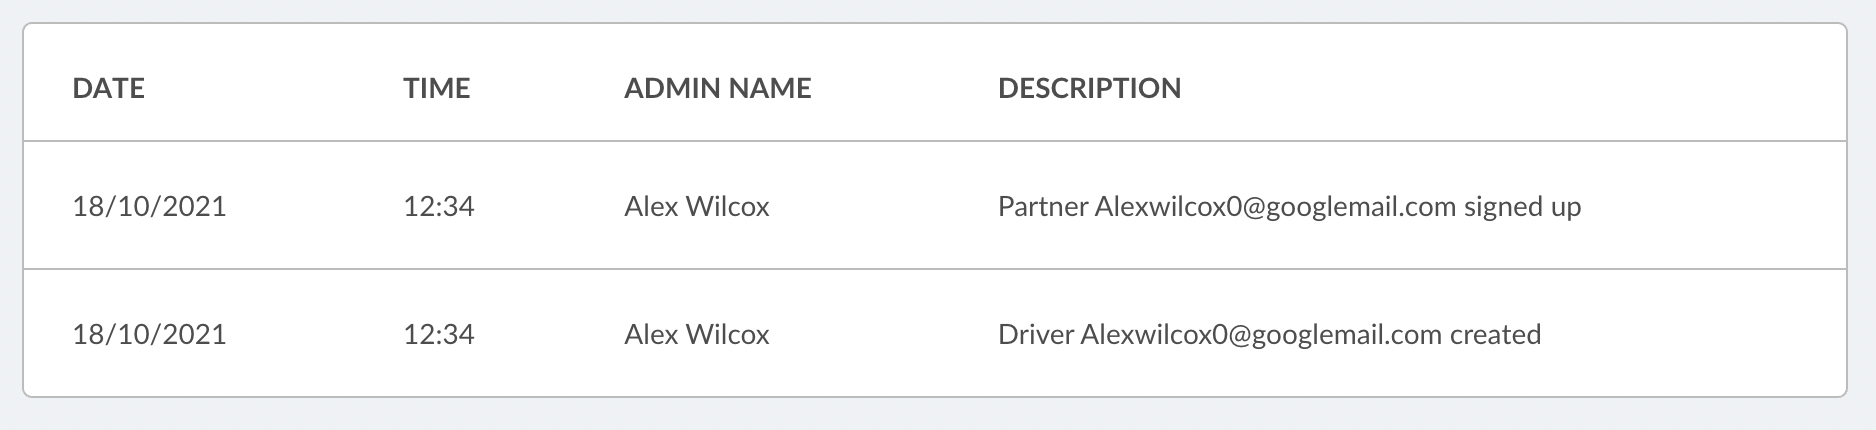 DATE TIME ADMIN NAME DESCRIPTION
18/10/2021 12:34 Alex Wilcox Partner Alexwilcox0@googlemail.com signed up
18/10/2021 12:34 Alex Wilcox Driver Alexwilcox0@googlemail.com created